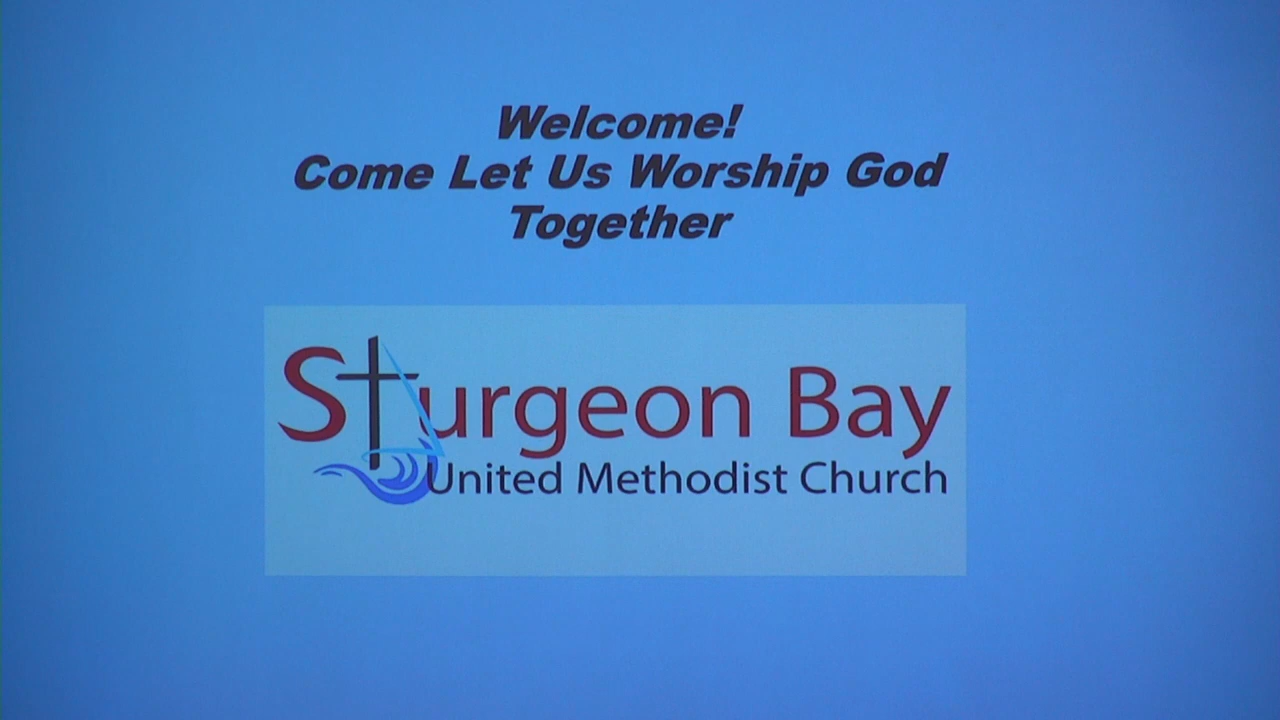 Welcome!
Come Let Us Worship God
Together
Sturgeon Bay
United Methodist Church